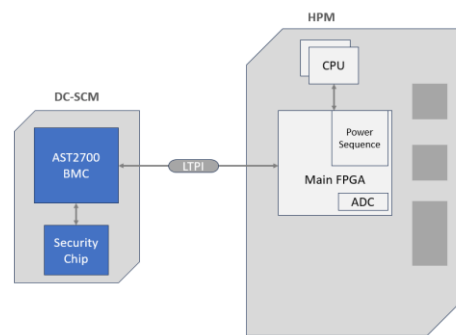 HPM
CPU
DC-SCM
Power
Sequence
AST2700
BMC
LTPI
Main FPGA
ADC
Security
Chip